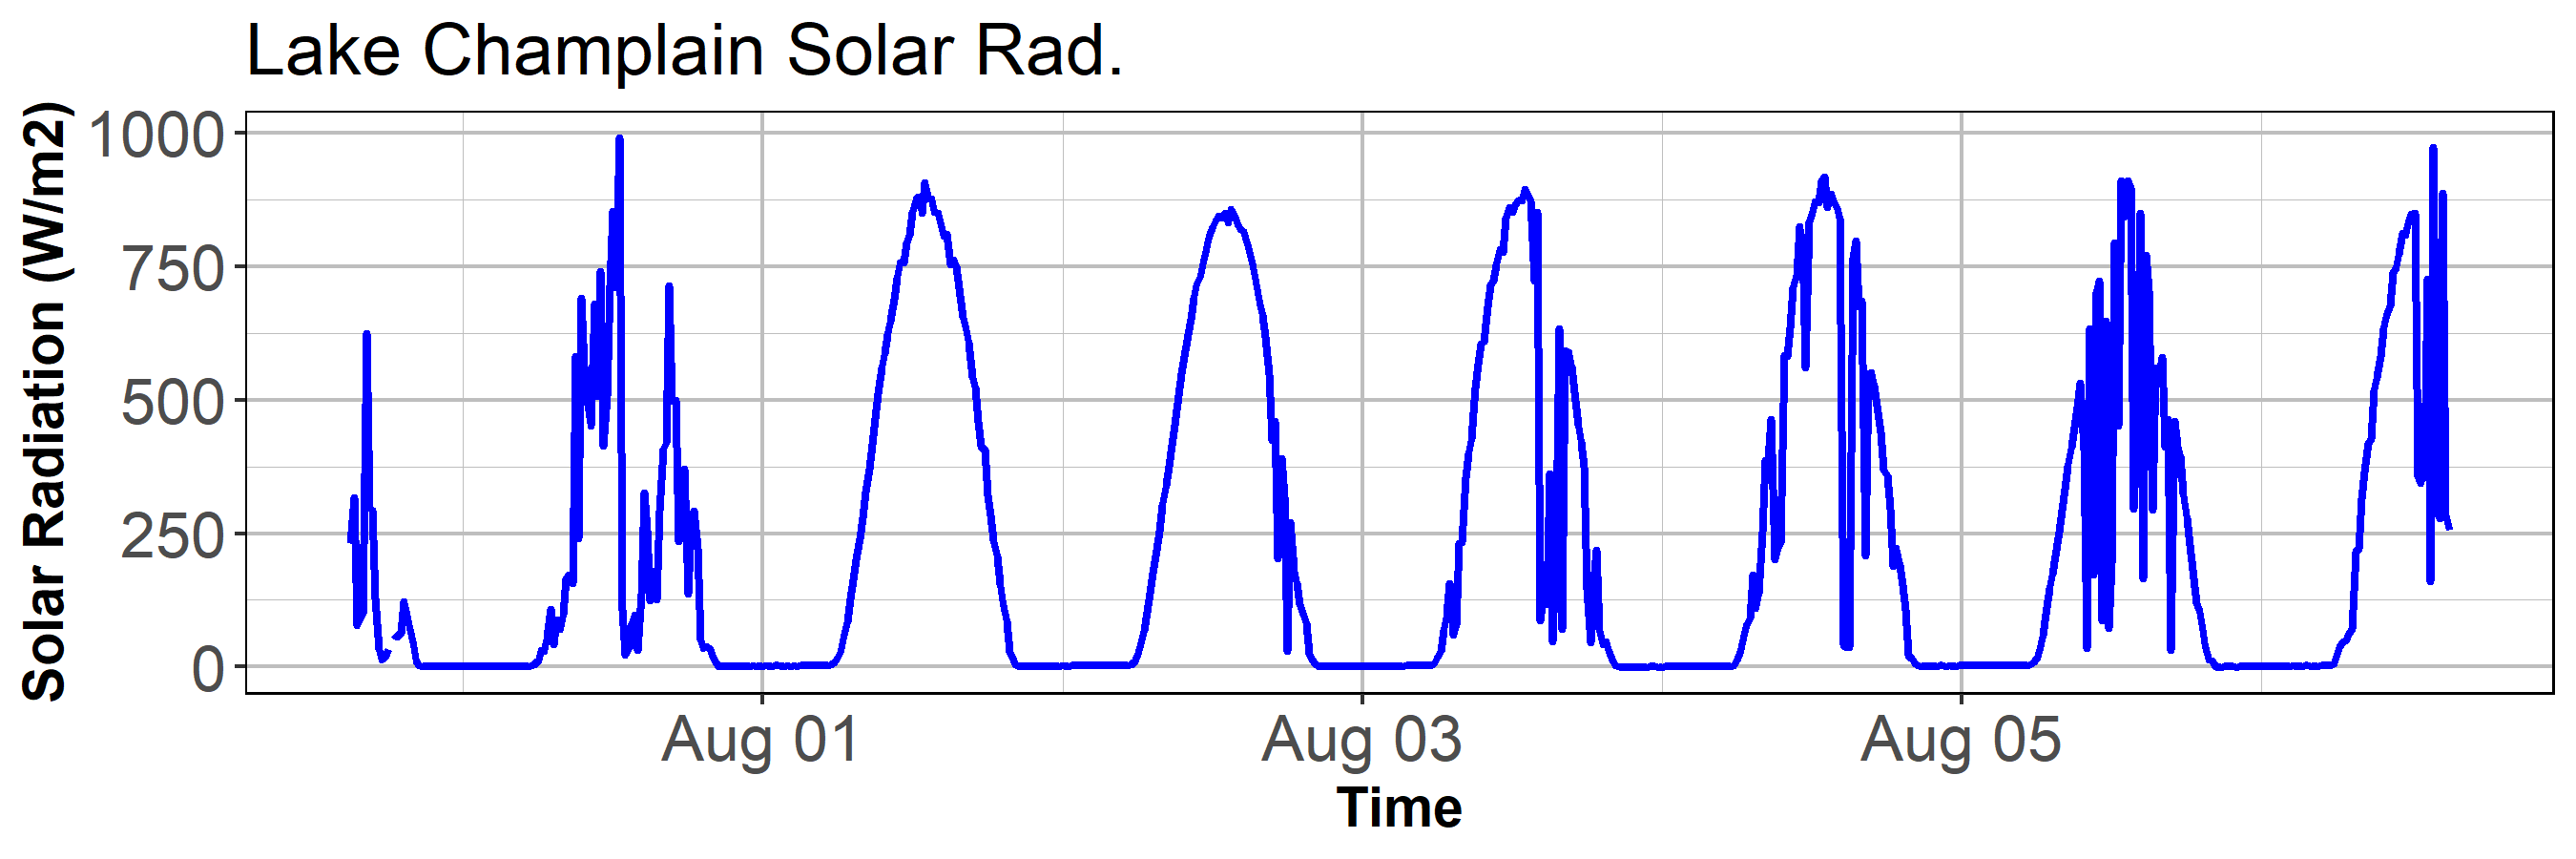 Lake Champlain Solar Rad.
Solar Radiation (W/m2)
1000
750
500
250
0
Aug 01
Aug 03
Aug 05
Time